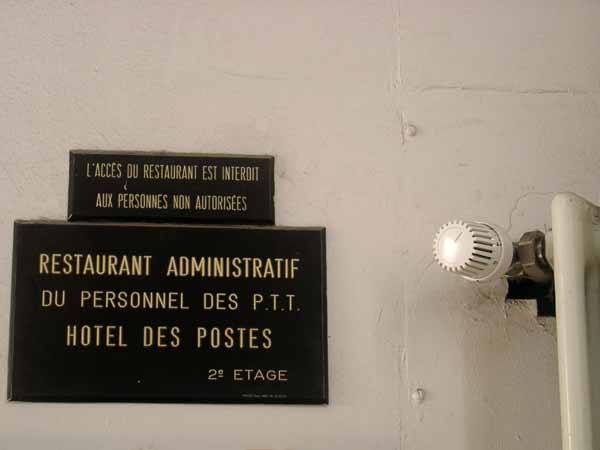 L'ACCÈS DU RESTAURANT EST INTERDIT
AUX PERSONNES NON AUTORISÉES
RESTAURANT ADMINISTRATIF
DU PERSONNEL DES P.T.T.
HOTEL DES POSTES
2e ETAGE